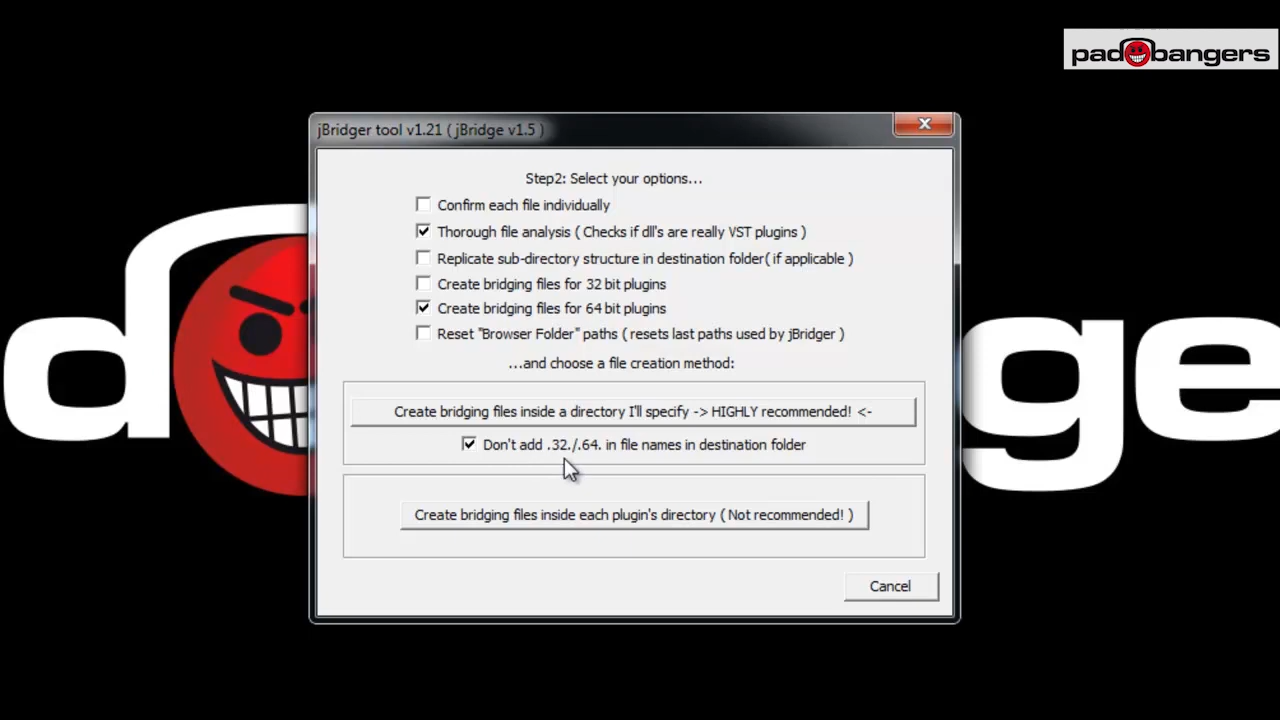 pad bangers
jBridger tool v1.21 ( jBridge v1.5 )
Step2: Select your options...
Confirm each file individually
Thorough file analysis ( Checks if dll's are really VST plugins )
Replicate sub-directory structure in destination folder( if applicable )
Create bridging files for 32 bit plugins
Create bridging files for 64 bit plugins
Reset "Browser Folder" paths ( resets last paths used by jBridger )
...and choose a file creation method:
Create bridging files inside a directory I'll specify -> HIGHLY recommended! <-
Don't add .32./.64. in file names in destination folder
Create bridging files inside each plugin's directory ( Not recommended! )
Cancel
d
ge